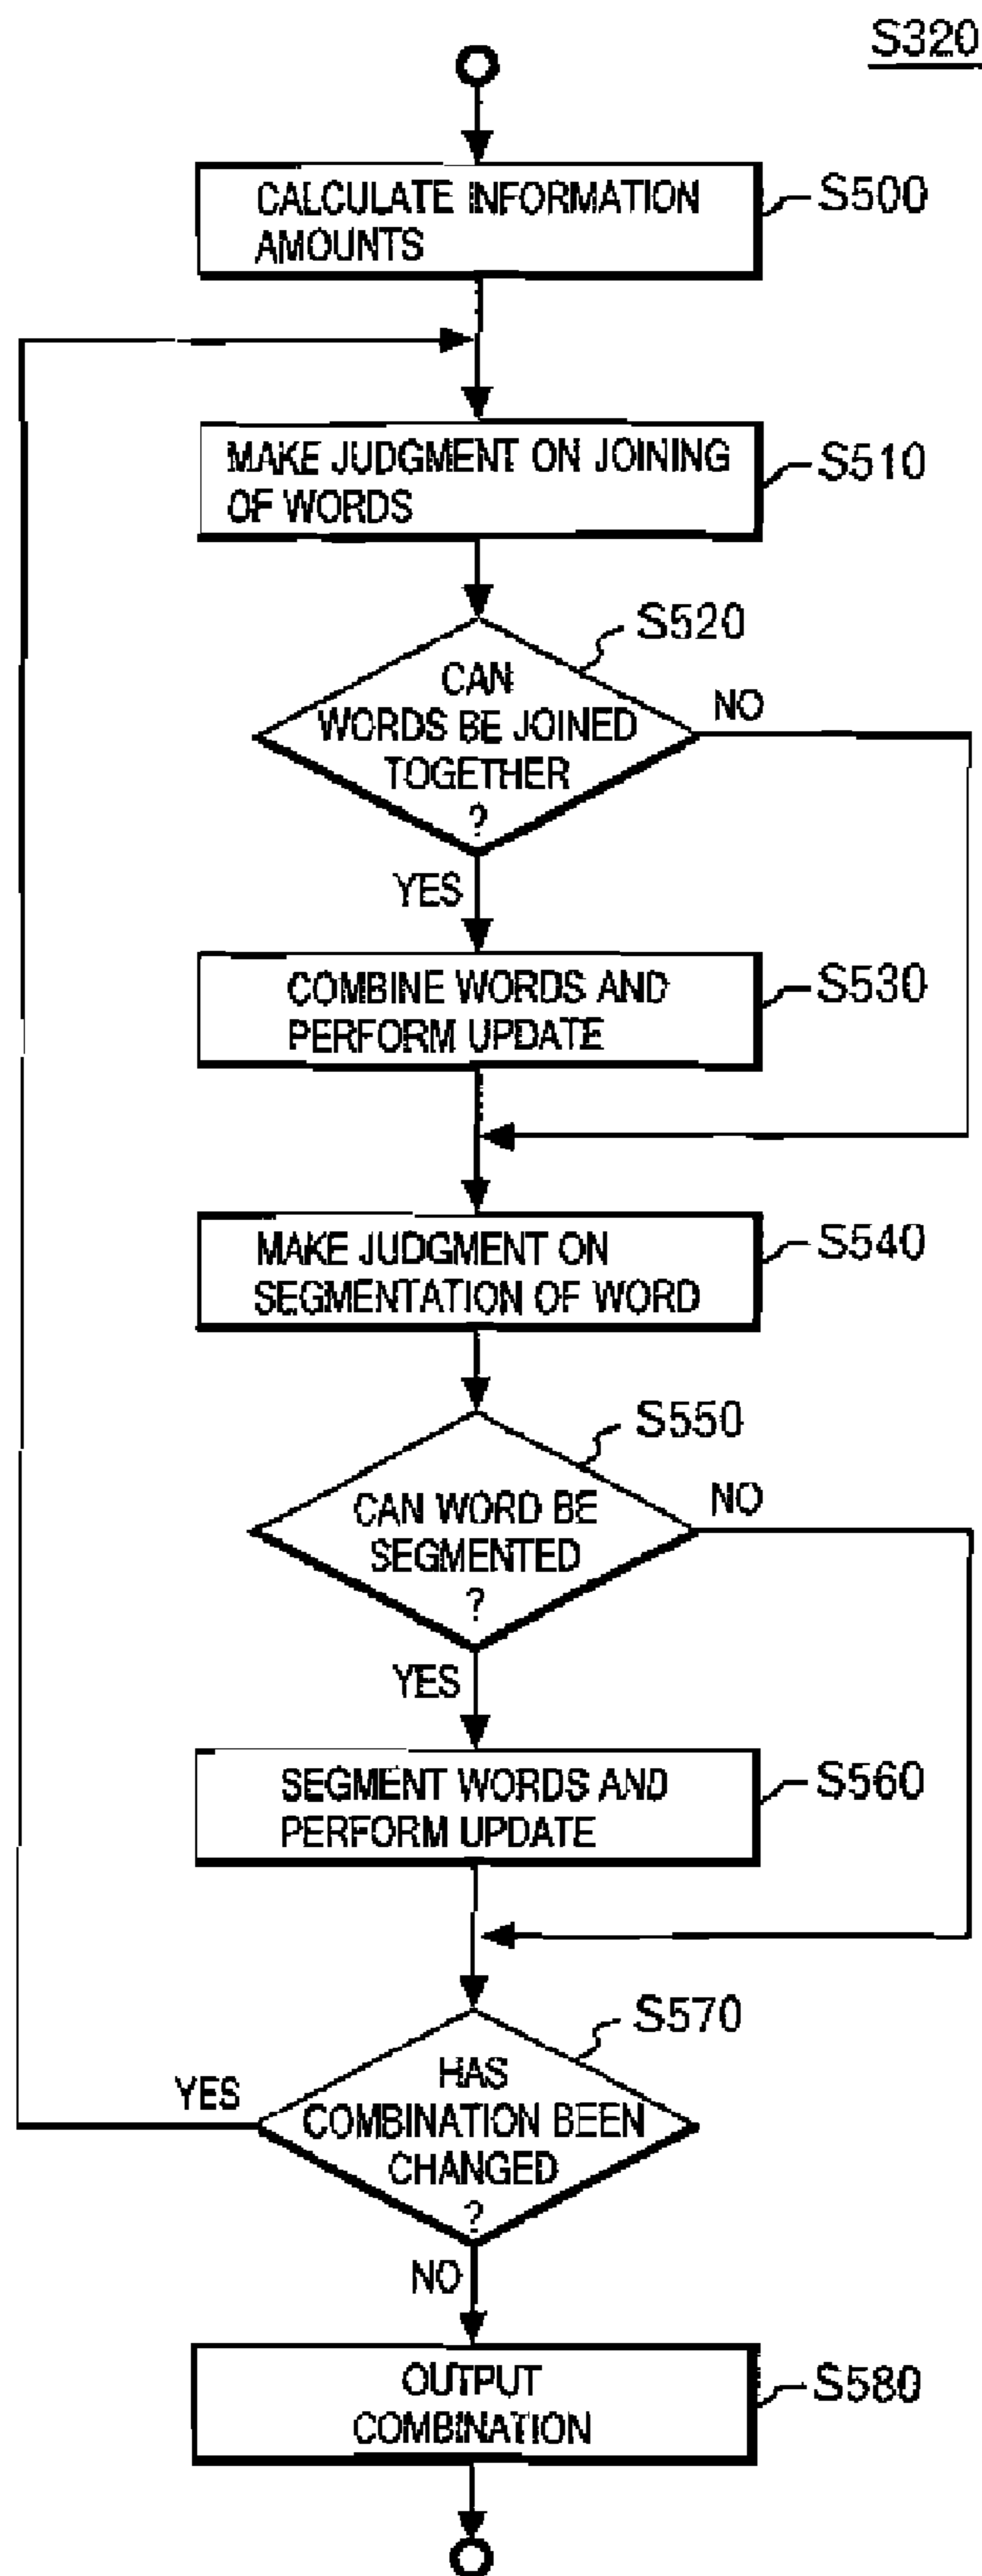 S320
CALCULATE INFORMATION
AMOUNTS
S500
MAKE JUDGMENT ON JOINING
OF WORDS
S510
S520
CAN
WORDS BE JOINED
TOGETHER
?
NO
YES
COMBINE WORDS AND
PERFORM UPDATE
S530
MAKE JUDGMENT ON
SEGMENTATION OF WORD
S540
S550
CAN WORD BE
SEGMENTED
?
NO
YES
SEGMENT WORDS AND
PERFORM UPDATE
S560
S570
HAS
COMBINATION BEEN
CHANGED
?
YES
NO
OUTPUT
COMBINATION
S580